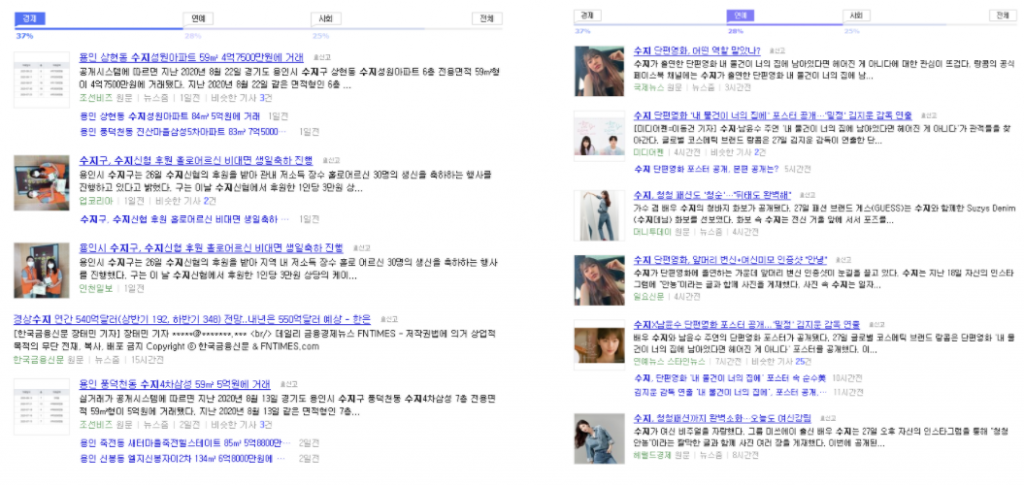 경제
연예
사회
전체
37%
28%
25%
용인 상현동 수지성원아파트 59㎡ 4억7500만원에 거래
공개시스템에 따르면 지난 2020년 8월 22일 경기도 용인시 수지구 상현동 수지성원아파트 6층 전용면적 59㎡형
이 4억7500만원에 거래됐다. 지난 2020년 8월 22일 같은 면적형인 6층 ...
조선비즈 원문 | 뉴스줌 | 1일전 | 비슷한 기사 3건
용인 상현동 수지성원아파트 84㎡ 5억원에 거래 1일전
용인 풍덕천동 진산마을삼성5차아파트 83㎡ 7억5000… 1일전
수지구, 수지신협 후원 홀로어르신 비대면 생일축하 진행
용인시 수지구는 26일 수지신협의 후원을 받아 관내 저소득 장수 홀로어르신 30명의 생신을 축하하는 행사를
진행하고 있다고 밝혔다. 구는 이날 수지신협에서 후원한 1인당 3만원 상...
업코리아 | 1일전 | 비슷한 기사 2건
수지구, 수지신협 후원 홀로어르신 비대면 생일축하 … 1일전
용인시 수지구, 수지신협 후원 홀로어르신 비대면 생일축하 진행
용인시 수지구는 26일 수지신협의 후원을 받아 지역 내 저소득 장수 홀로 어르신 30명의 생신을 축하하는 행사
를 진행했다. 구는 이날 수지신협에서 후원한 1인당 3만원 상당의 케이...
인천일보 | 1일전
경상수지 연간 540억달러(상반기 192, 하반기 348) 전망..내년은 550억달러 예상 - 한은
[한국금융신문 장태민 기자] 장태민 기자 *****@*******.*** <br/> 데일리 금융경제뉴스 FNTIMES - 저작권법에 의거 상업적
목적의 무단 전재, 복사, 배포 금지 Copyright ⓒ 한국금융신문 & FNTIMES.com
한국금융신문 원문 | 뉴스줌 | 15시간전
용인 풍덕천동 수지4차삼성 59㎡ 5억원에 거래
실거래가 공개시스템에 따르면 지난 2020년 8월 13일 경기도 용인시 수지구 풍덕천동 수지4차삼성 7층 전용면
적 59㎡형이 5억원에 거래됐다. 지난 2020년 8월 13일 같은 면적형인 7층...
조선비즈 원문 | 뉴스줌 | 2일전 | 비슷한 기사 3건
용인 죽전동 새터마을죽전힐스테이트 85㎡ 5억8800만… 2일전
용인 신봉동 엘지신봉자이2차 134㎡ 6억8000만원에 … 2일전
경제
연예
사회
전체
37%
28%
25%
수지 단편영화, 어떤 역할 맡았나?
수지가 출연한 단편영화 내 물건이 너의 집에 남아있다면 헤어진 게 아니다에 대한 관심이 뜨겁다. 랑콤의 공식
페이스북 채널에는 수지가 출연한 단편영화 내 물건이 너의 집에 남...
국제뉴스 원문 | 뉴스줌 | 3시간전
수지 단편영화 '내 물건이 너의 집에' 포스터 공개…'밀정' 김지운 감독 연출
[미디어펜=이동건 기자] 수지·남윤수 주연 '내 물건이 너의 집에 남아있다면 헤어진 게 아니다'가 관객들을 찾
아간다. 글로벌 코스메틱 브랜드 랑콤은 27일 김지운 감독이 연출한 단...
미디어펜 | 4시간전 | 비슷한 기사 2건
수지 단편영화 포스터 공개, 본편 공개는? 5시간전
수지, 청청 패션도 '청순'…"뒤태도 완벽해"
가수 겸 배우 수지의 청바지 화보가 공개됐다. 27일 패션 브랜드 게스(GUESS)는 수지와 함께한 Suzys Denim
(수지데님) 화보를 선보였다. 화보 속 수지는 전신 거울 앞에 서서 포즈를...
머니투데이 원문 | 뉴스줌 | 4시간전
수지, 단편영화, 앞머리 변신+여신미모 인증샷 "안녕"
수지가 단편영화에 출연하는 가운데 앞머리 변신 인증샷이 눈길을 끌고 있다. 수지는 지난 18일 자신의 인스타
그램에 "안농"이라는 글과 함께 사진을 게재했다. 사진 속 수지는 일자...
일요신문 | 4시간전
수지X남윤수 단편영화 포스터 공개…'밀정' 김지운 감독 연출
배우 수지와 남윤수 주연의 단편영화 포스터가 공개됐다. 27일 글로벌 코스메틱 브랜드 랑콤은 단편영화 '내 물
건이 너의 집에 남아있다면 헤어진 게 아니다' 포스터를 공개했다. 이...
연예뉴스 스타인뉴스 | 7시간전 | 비슷한 기사 25건
수지, 단편영화 '내 물건이 너의 집에' 포스터 속 순수美 10시간전
김지운 감독 연출 '내 물건이 너의 집에', 포스터 공개… 11시간전
수지, 청청패션까지 완벽소화…오늘도 여신강림
수지가 여신 비주얼을 자랑했다. 그룹 미쓰에이 출신 배우 수지는 27일 오후 자신의 인스타그램을 통해 "청청
안농"이라는 짤막한 글과 함께 사진 여러 장을 게재했다. 이번에 공개된...
헤럴드경제 원문 | 뉴스줌 | 8시간전